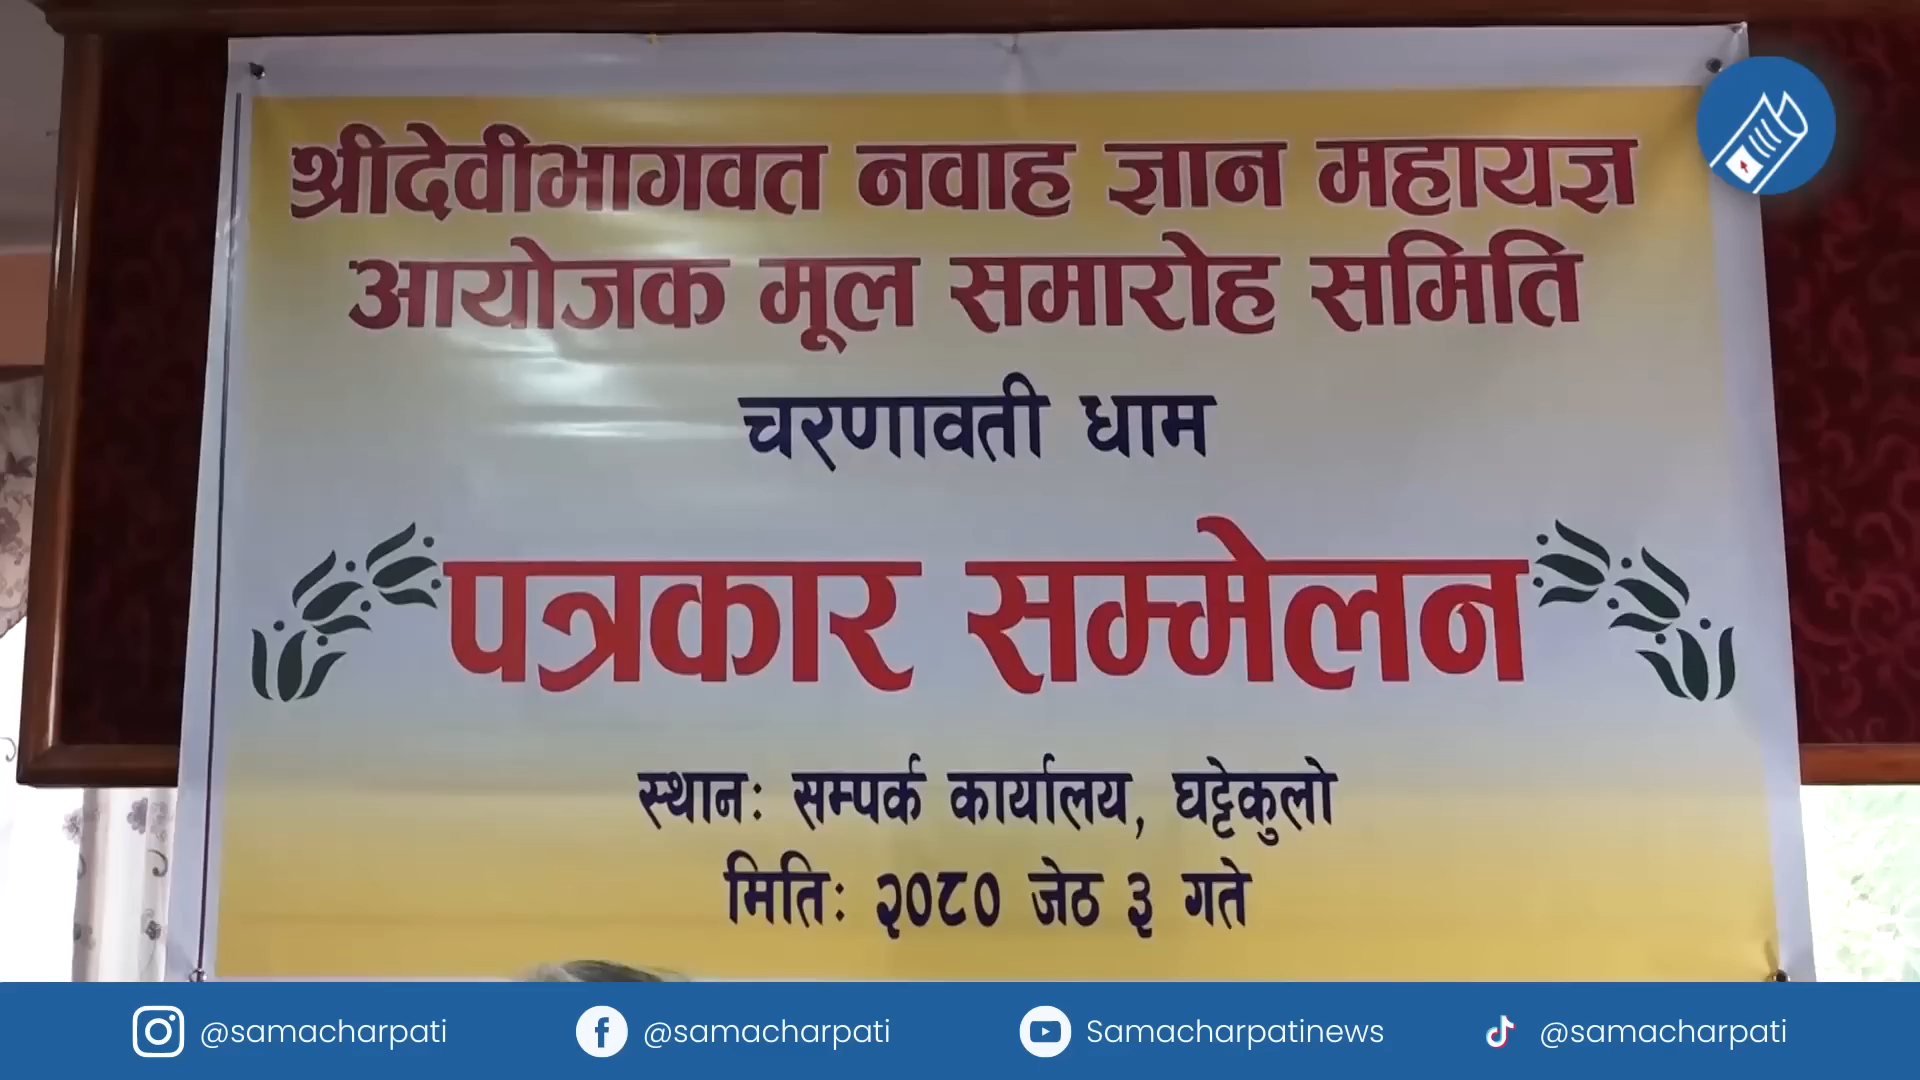 श्रीदेवीभागवत नवाह ज्ञान महायज्ञ
आयोजक मूल समारोह समिति
चरणावती धाम
पत्रकार सम्मेलन
स्थानः सम्पर्क कार्यालय, घट्टेकुलो
मितिः २०८० जेठ ३ गते
@samacharpati
@samacharpati
Samacharpatinews
@samacharpati